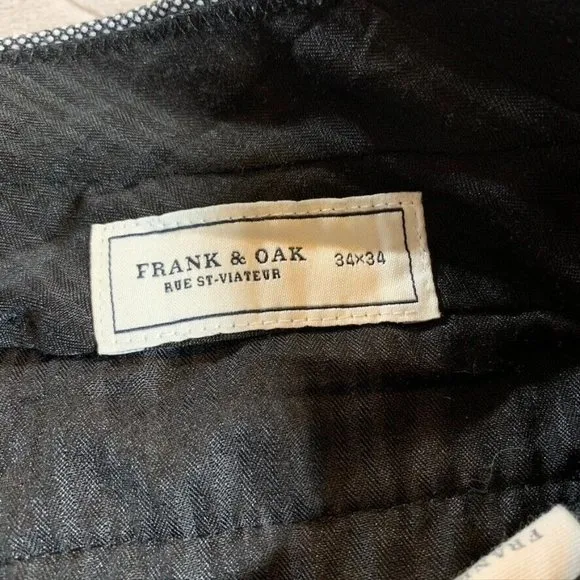 FRANK & OAK
RUE ST-VIATEUR
34×34